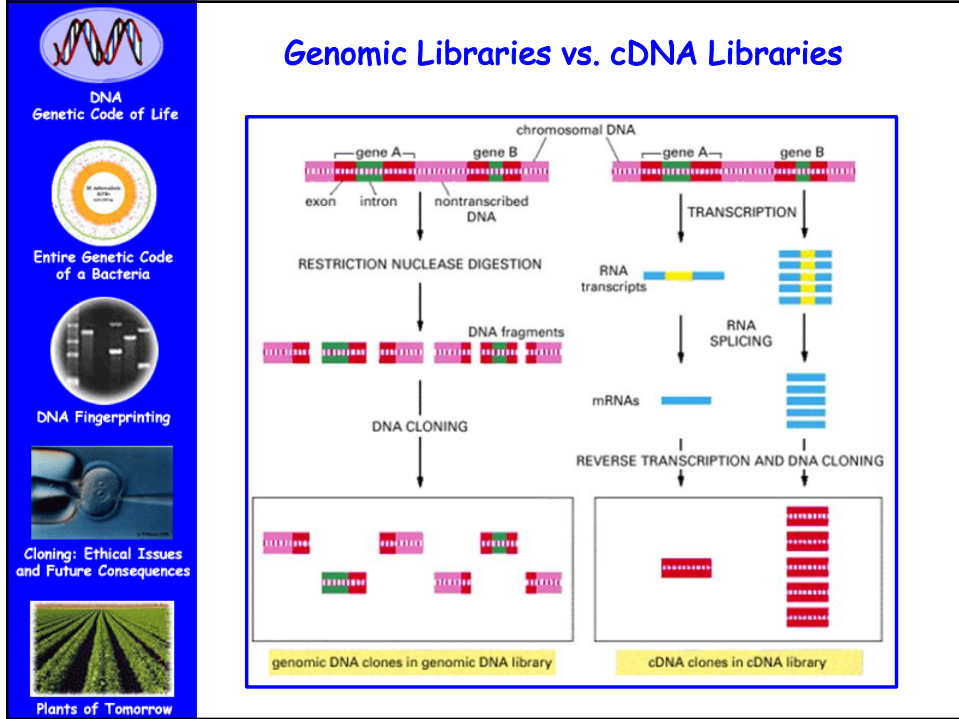 Genomic Libraries vs. cDNA Libraries
DNA
Genetic Code of Life
Entire Genetic Code
of a Bacteria
DNA Fingerprinting
Cloning: Ethical Issues
and Future Consequences
Plants of Tomorrow
chromosomal DNA
gene A
gene B
gene A
gene B
exon
intron
nontranscribed
DNA
RESTRICTION NUCLEASE DIGESTION
DNA fragments
DNA CLONING
genomic DNA clones in genomic DNA library
TRANSCRIPTION
RNA
transcripts
RNA
SPLICING
mRNAs
REVERSE TRANSCRIPTION AND DNA CLONING
cDNA clones in cDNA library